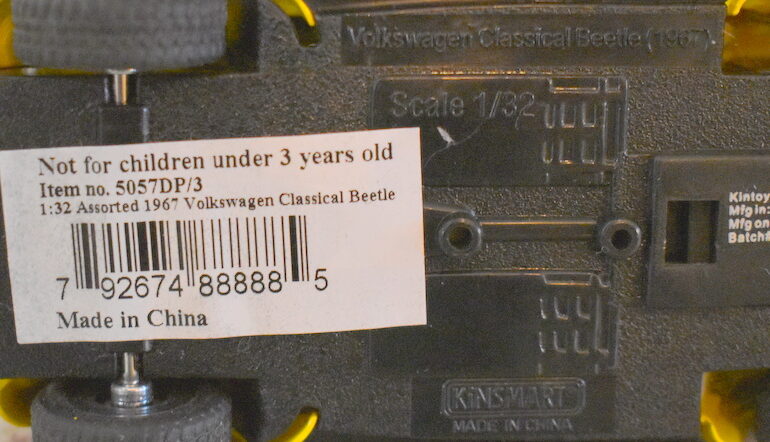 Volkswagen Classical Beetle (1967)
Scale 1/32
Not for children under 3 years old
Item no. 5057DP/3
1:32 Assorted 1967 Volkswagen Classical Beetle
7 92674 88888 5
Made in China
Kintoy
Mfg in:
Mfg on
Batch#
KiNSMART
MADE IN CHINA